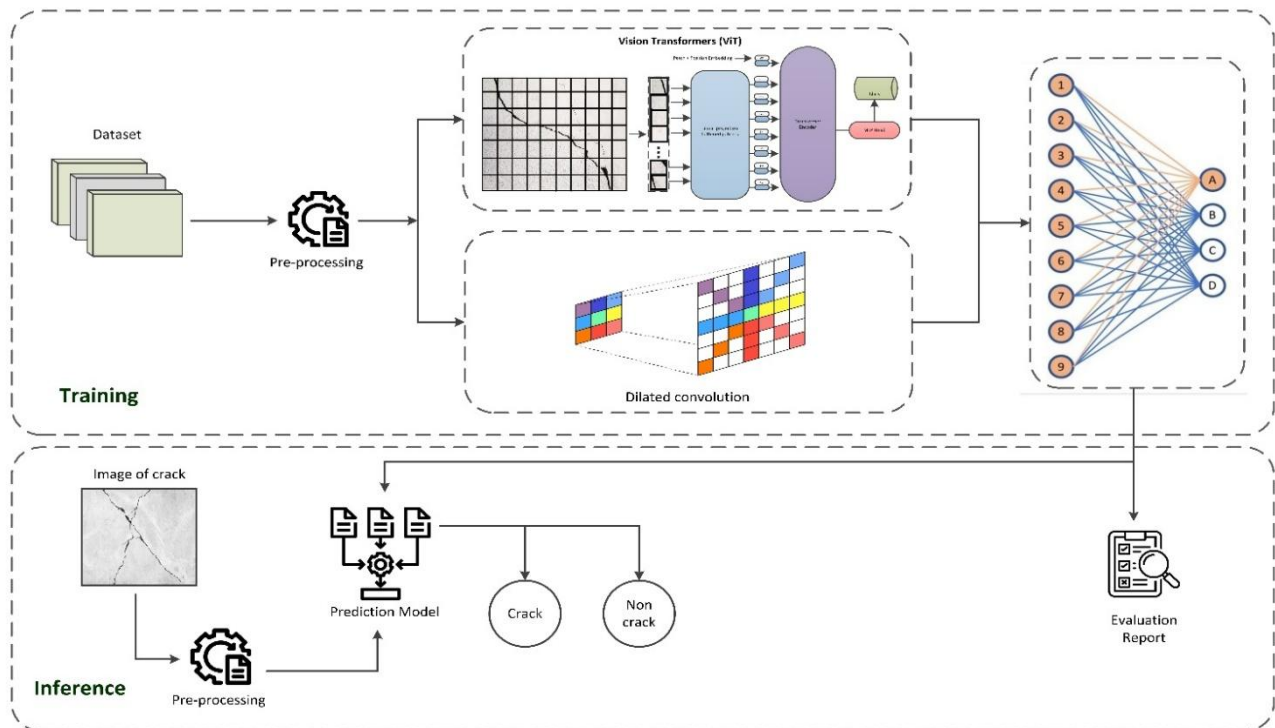 Vision Transformers (ViT)
Dataset
Pre-processing
Dilated convolution
Training
1
2
3
4
5
6
7
8
9
A
B
C
D
Image of crack
Prediction Model
Crack
Non
crack
Evaluation
Report
Pre-processing
Inference